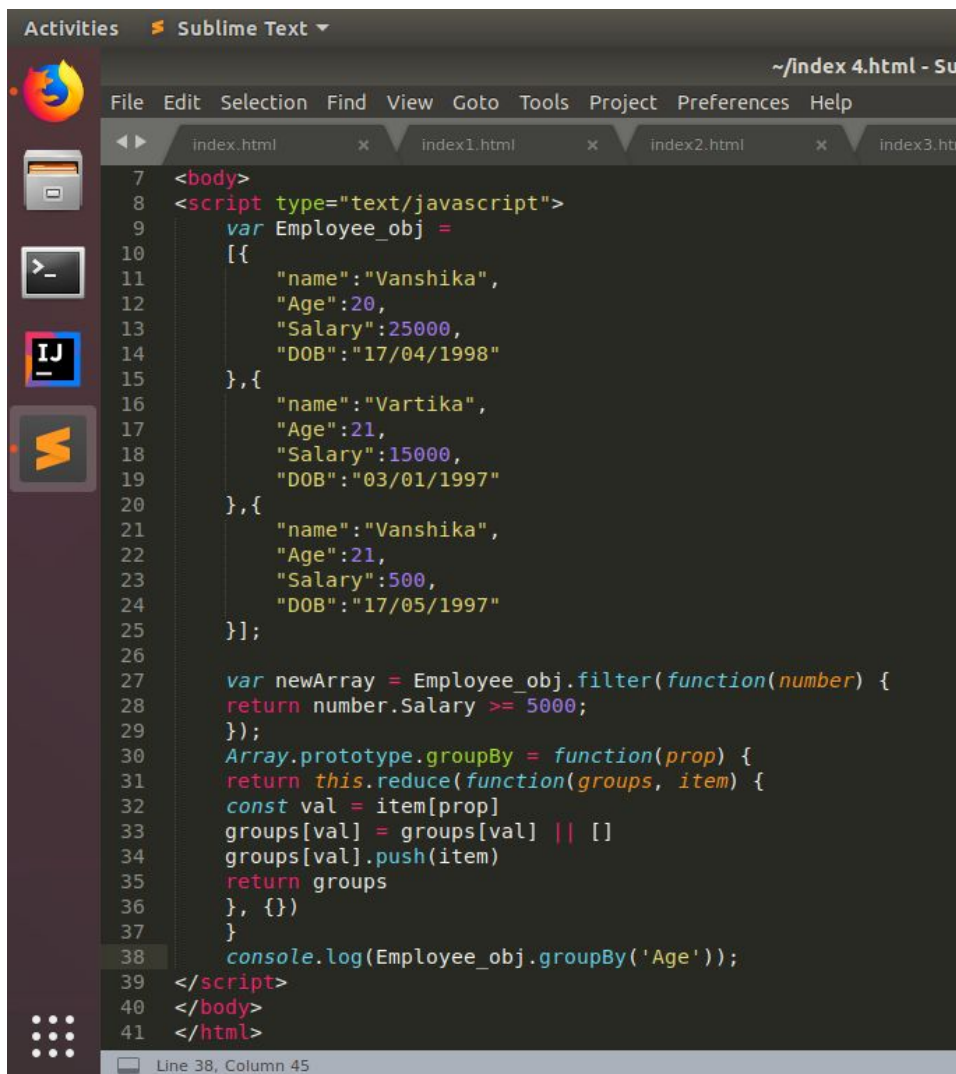 Activities Sublime Text
~/index 4.html - Su
File Edit Selection Find View Goto Tools Project Preferences Help
index.html × index1.html × index2.html × index3.ht
7 <body>
8 <script type="text/javascript">
9 var Employee_obj =
10 [{
11 "name":"Vanshika",
12 "Age":20,
13 "Salary":25000,
14 "DOB":"17/04/1998"
15 },{
16 "name":"Vartika",
17 "Age":21,
18 "Salary":15000,
19 "DOB":"03/01/1997"
20 },{
21 "name":"Vanshika",
22 "Age":21,
23 "Salary":500,
24 "DOB":"17/05/1997"
25 }];
26
27 var newArray = Employee_obj.filter(function(number) {
28 return number.Salary >= 5000;
29 });
30 Array.prototype.groupBy = function(prop) {
31 return this.reduce(function(groups, item) {
32 const val = item[prop]
33 groups[val] = groups[val] || []
34 groups[val].push(item)
35 return groups
36 }, {})
37 }
38 console.log(Employee_obj.groupBy('Age'));
39 </script>
40 </body>
41 </html>
IJ
Line 38, Column 45